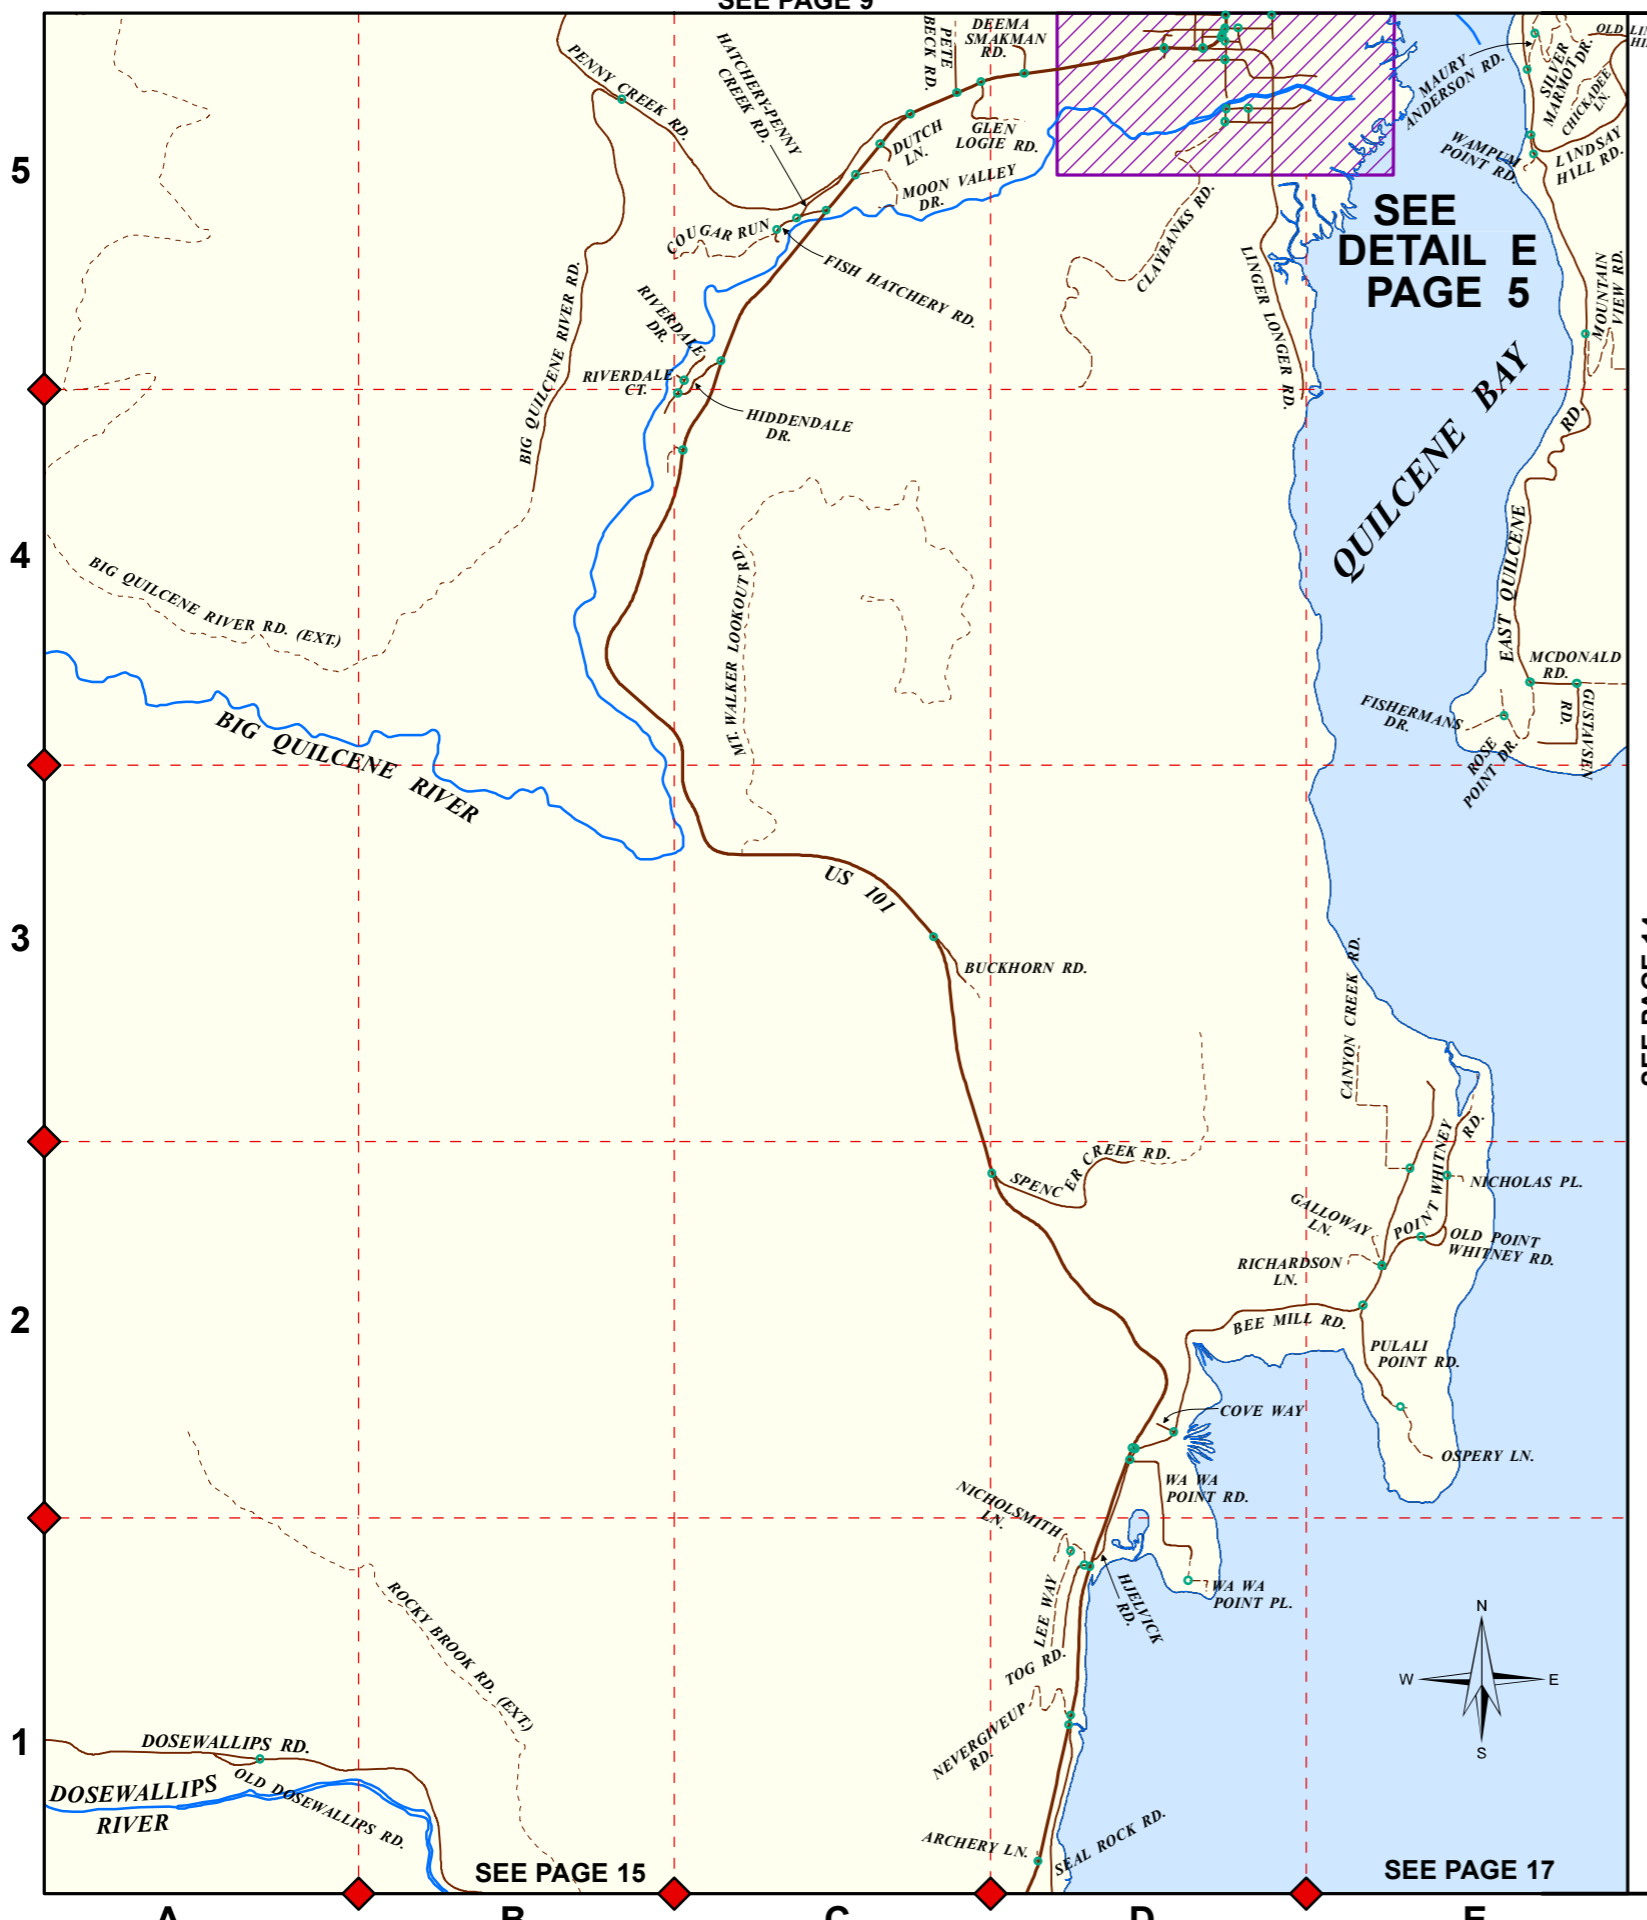 SEE PAGE 9
PENNY CREEK RD.
HATCHERY-PENNY
CREEK RD.
PETE
BECK RD.
DEEMA
SMAKMAN
RD.
MAURY
ANDERSON RD.
SILVER
MARMOT DR.
CHICKADEE
LN.
OLD LIN
HIL
DUTCH
LN.
GLEN
LOGIE RD.
WAMPUM
POINT RD.
LINDSAY
HILL RD.
5
MOON VALLEY
DR.
COUGAR RUN
FISH HATCHERY RD.
CLAYBANKS RD.
LINGER LONGER RD.
SEE
DETAIL E
PAGE 5
MOUNTAIN
VIEW RD.
BIG QUILCENE RIVER RD.
RIVERDALE
DR.
RIVERDALE
CT.
HIDDENDALE
DR.
QUILCENE BAY
4
BIG QUILCENE RIVER RD. (EXT.)
MT. WALKER LOOKOUT RD.
EAST QUILCENE RD.
MCDONALD
RD.
GUSTAVSEN
RD.
FISHERMANS
DR.
ROSE
POINT DR.
BIG QUILCENE RIVER
US 101
3
BUCKHORN RD.
CANYON CREEK RD.
SPENCER CREEK RD.
POINT WHITNEY RD.
NICHOLAS PL.
GALLOWAY
LN.
OLD POINT
WHITNEY RD.
RICHARDSON
LN.
2
BEE MILL RD.
PULALI
POINT RD.
COVE WAY
OSPERY LN.
WA WA
POINT RD.
NICHOLSMITH
LN.
LEE WAY
HJELVICK
RD.
WA WA
POINT PL.
TOG RD.
ROCKY BROOK RD. (EXT.)
NEVERGIVEUP
RD.
N
W
E
S
1
DOSEWALLIPS RD.
DOSEWALLIPS
RIVER
OLD DOSEWALLIPS RD.
ARCHERY LN.
SEAL ROCK RD.
SEE PAGE 15
SEE PAGE 17
A
B
C
D
E